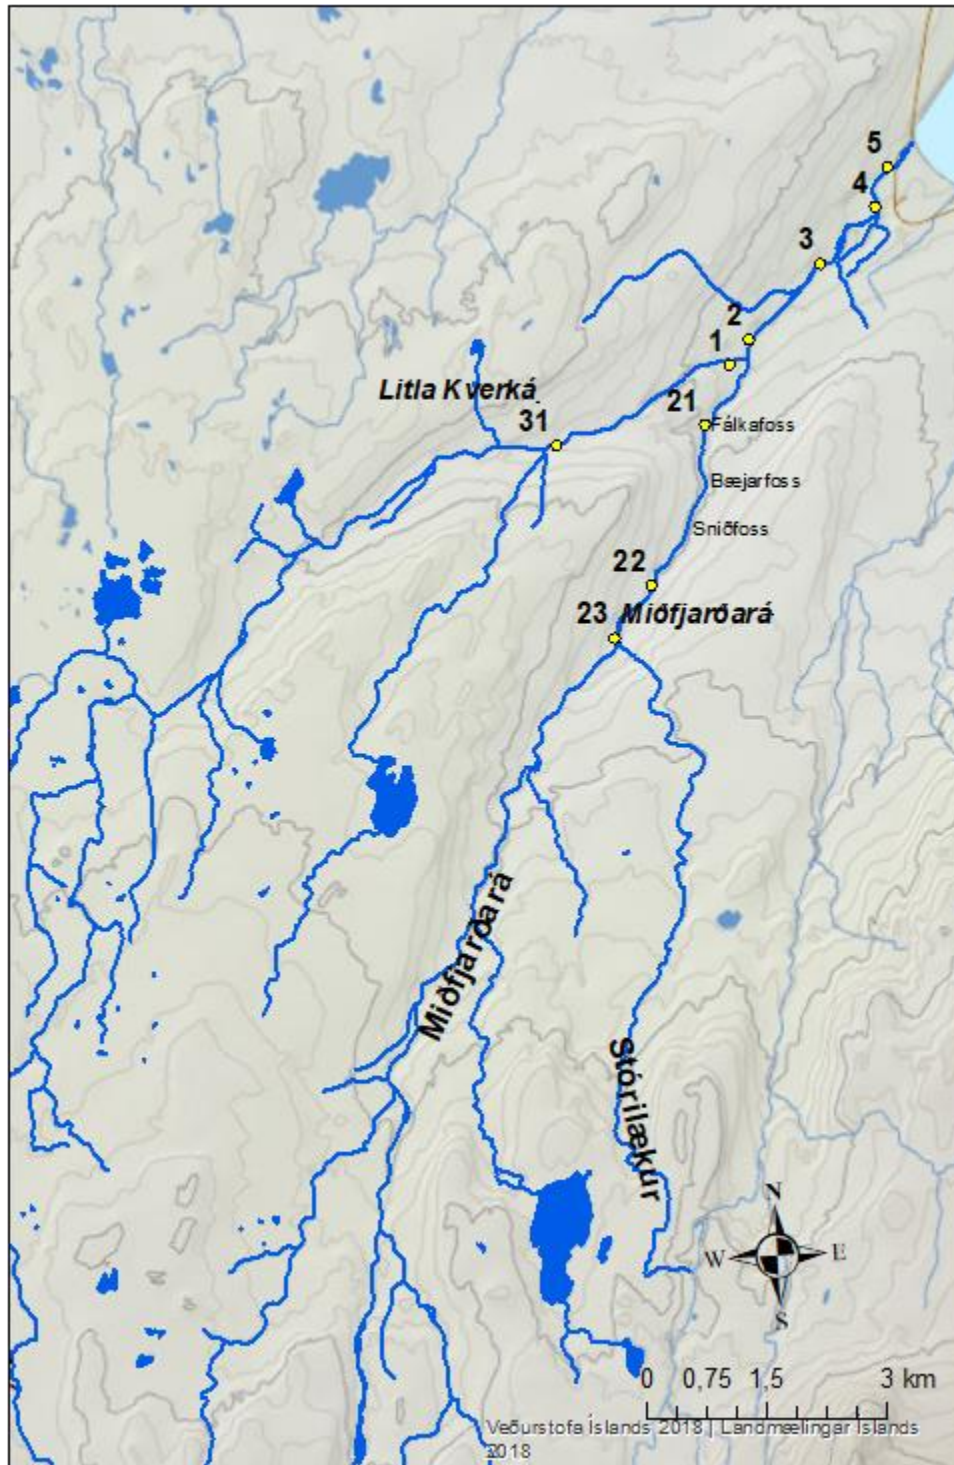 5
4
3
2
1
Litla Kverká
21
31
Fálkafoss
Bæjarfoss
Sniðfoss
22
23 Miðfjarðará
Miðfjarðará
Stórilækur
N
W E
S
0 0,75 1,5 3 km
Veðurstofa Íslands 2018 | Landmælingar Íslands
2018